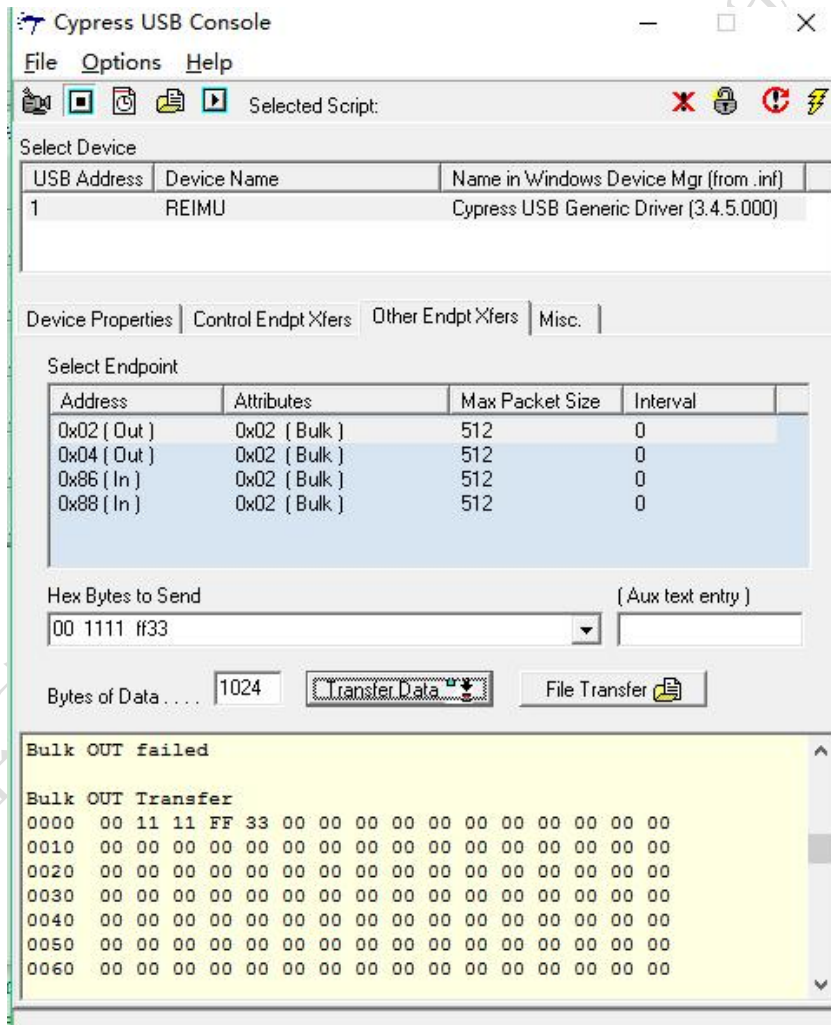 Cypress USB Console
File Options Help
Selected Script:
Select Device
USB Address Device Name Name in Windows Device Mgr (from .inf)
1 REIMU Cypress USB Generic Driver (3.4.5.000)
Device Properties Control Endpt Xfers Other Endpt Xfers Misc.
Select Endpoint
Address Attributes Max Packet Size Interval
0x02 ( Out ) 0x02 ( Bulk ) 512 0
0x04 ( Out ) 0x02 ( Bulk ) 512 0
0x86 ( In ) 0x02 ( Bulk ) 512 0
0x88 ( In ) 0x02 ( Bulk ) 512 0
Hex Bytes to Send ( Aux text entry )
00 1111 ff33
Bytes of Data . . . . 1024 Transfer Data File Transfer
Bulk OUT failed
Bulk OUT Transfer
0000 00 11 11 FF 33 00 00 00 00 00 00 00 00 00 00 00
0010 00 00 00 00 00 00 00 00 00 00 00 00 00 00 00 00
0020 00 00 00 00 00 00 00 00 00 00 00 00 00 00 00 00
0030 00 00 00 00 00 00 00 00 00 00 00 00 00 00 00 00
0040 00 00 00 00 00 00 00 00 00 00 00 00 00 00 00 00
0050 00 00 00 00 00 00 00 00 00 00 00 00 00 00 00 00
0060 00 00 00 00 00 00 00 00 00 00 00 00 00 00 00 00